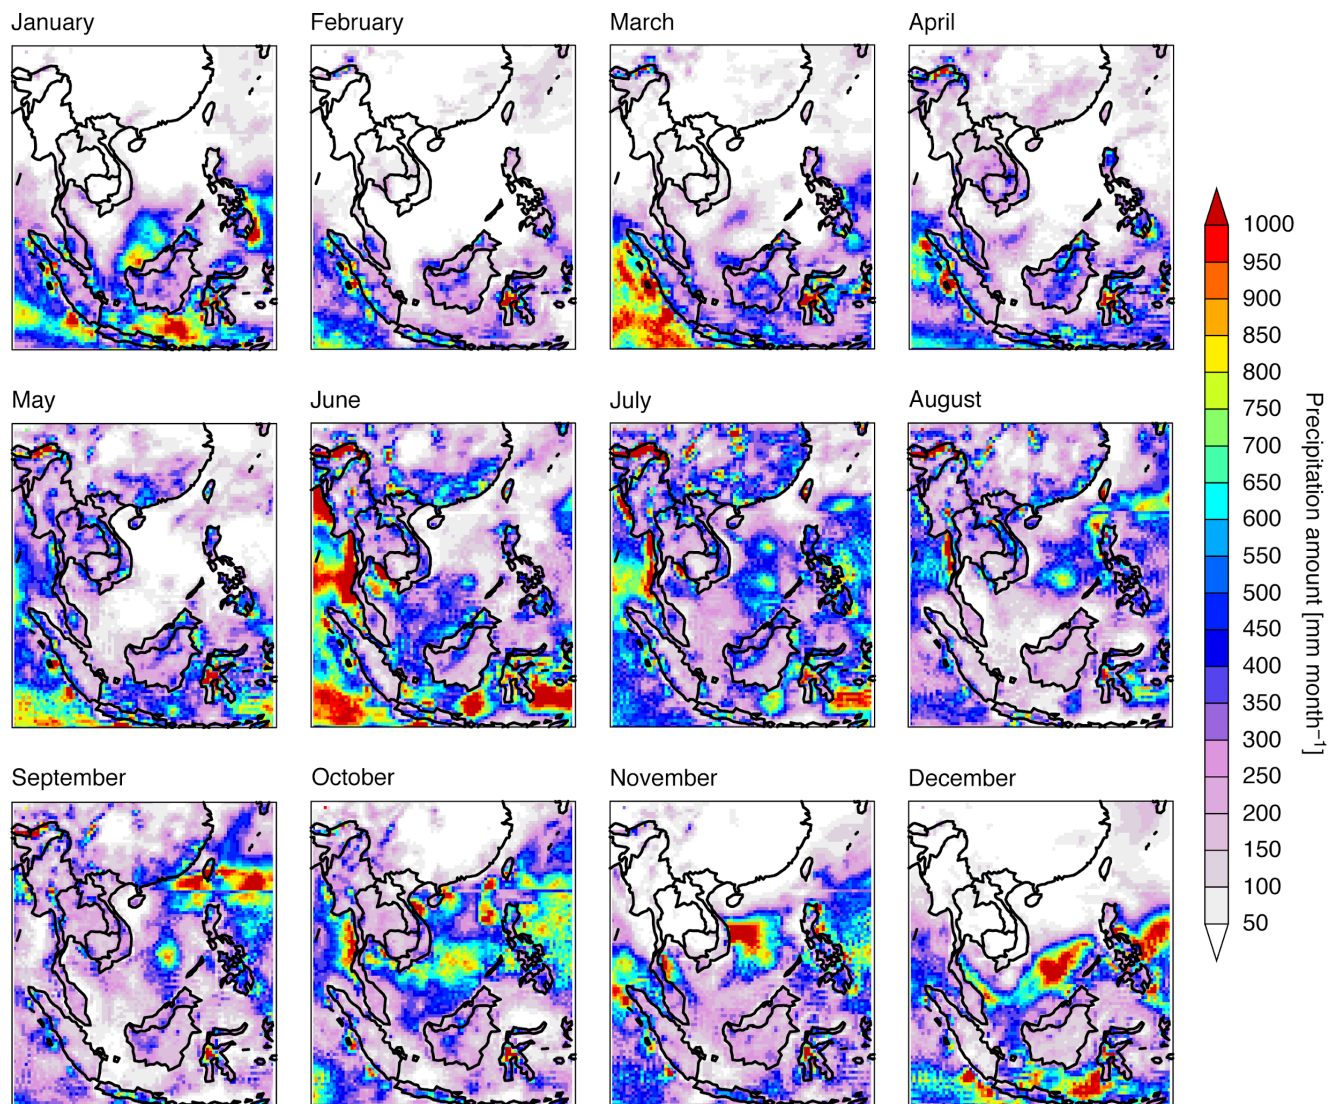 January
February
March
April
May
June
July
August
September
October
November
December
1000
950
900
850
800
750
700
650
600
550
500
450
400
350
300
250
200
150
100
50
Precipitation amount [mm month⁻¹]